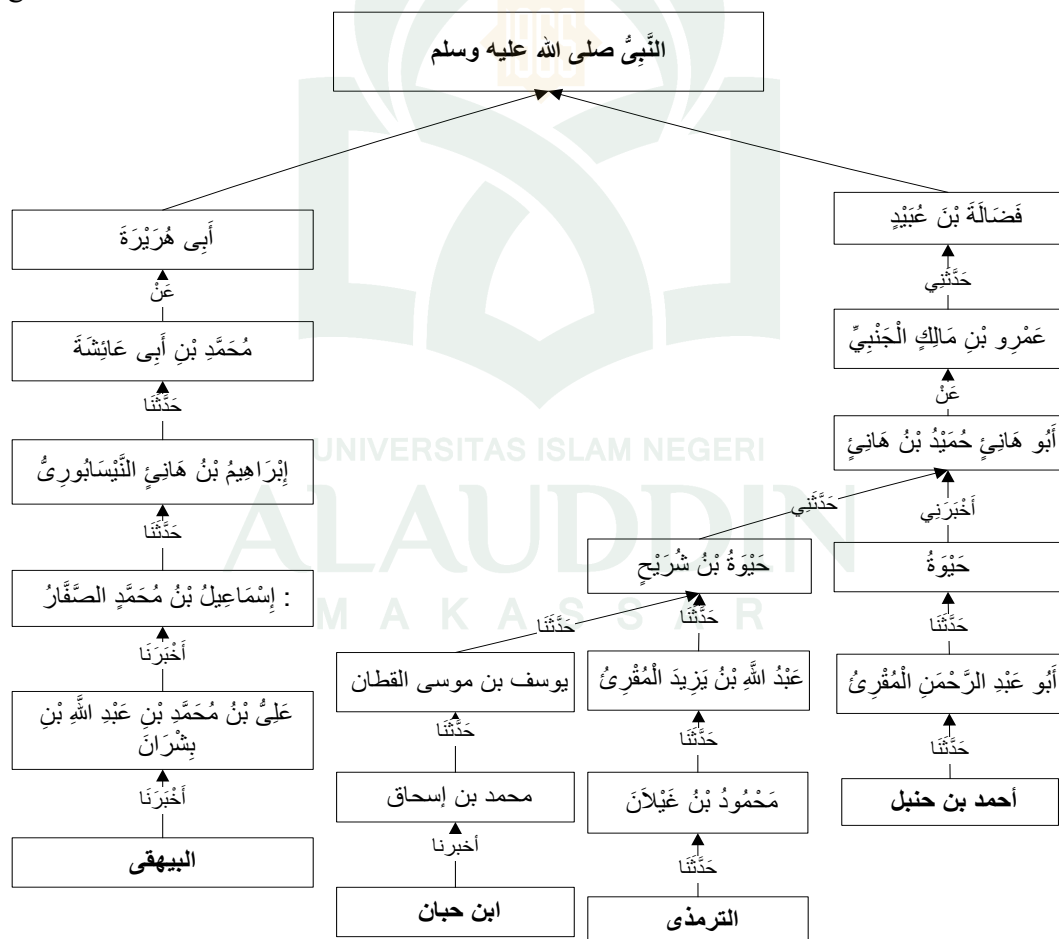 النَّبِىُّ صلى الله عليه وسلم
فَضَالَةَ بْنَ عُبَيْدٍ
أَبِى هُرَيْرَةَ
حَدَّثَنِي
عَنْ
عَمْرِو بْنِ مَالِكٍ الْجَنْبِيِّ
مُحَمَّدِ بْنِ أَبِى عَائِشَةَ
عَنْ
حَدَّثَنَا
أَبُو هَانِئٍ حُمَيْدُ بْنُ هَانِئٍ
إِبْرَاهِيمُ بْنُ هَانِئٍ النَّيْسَابُورِىُّ
UNIVERSITAS ISLAM NEGERI
ALAUDDIN
MAKASSAR
أَخْبَرَنِي
حَدَّثَنِي
حَدَّثَنَا
حَيْوَةُ
حَيْوَةُ بْنُ شُرَيْحٍ
: إِسْمَاعِيلُ بْنُ مُحَمَّدٍ الصَّفَّارُ
حَدَّثَنَا
حَدَّثَنَا
حَدَّثَنَا
أَخْبَرَنَا
أَبُو عَبْدِ الرَّحْمَنِ الْمُقْرِئُ
عَبْدُ اللَّهِ بْنُ يَزِيدَ الْمُقْرِئُ
يوسف بن موسى القطان
عَلِىُّ بْنُ مُحَمَّدِ بْنِ عَبْدِ اللَّهِ بْنِ
بِشْرَانَ
حَدَّثَنَا
حَدَّثَنَا
حَدَّثَنَا
أَخْبَرَنَا
أحمد بن حنبل
مَحْمُودُ بْنُ غَيْلَانَ
محمد بن إسحاق
البيهقى
حَدَّثَنَا
أخبرنا
الترمذى
ابن حبان